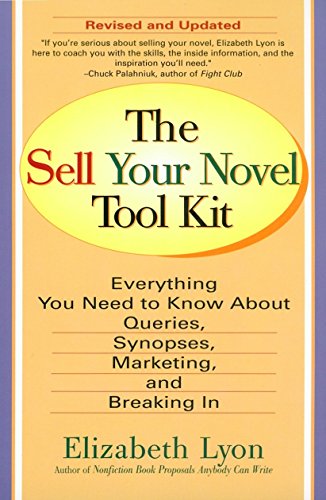 Revised and Updated
"If you're serious about selling your novel, Elizabeth Lyon is
here to coach you with the skills, the inside information, and the
inspiration you'll need."
–Chuck Palahniuk, author of Fight Club
The
Sell Your Novel
Tool Kit
Everything
You Need to Know About
Queries,
Synopses,
Marketing,
and
Breaking In
Elizabeth Lyon
Author of Nonfiction Book Proposals Anybody Can Write